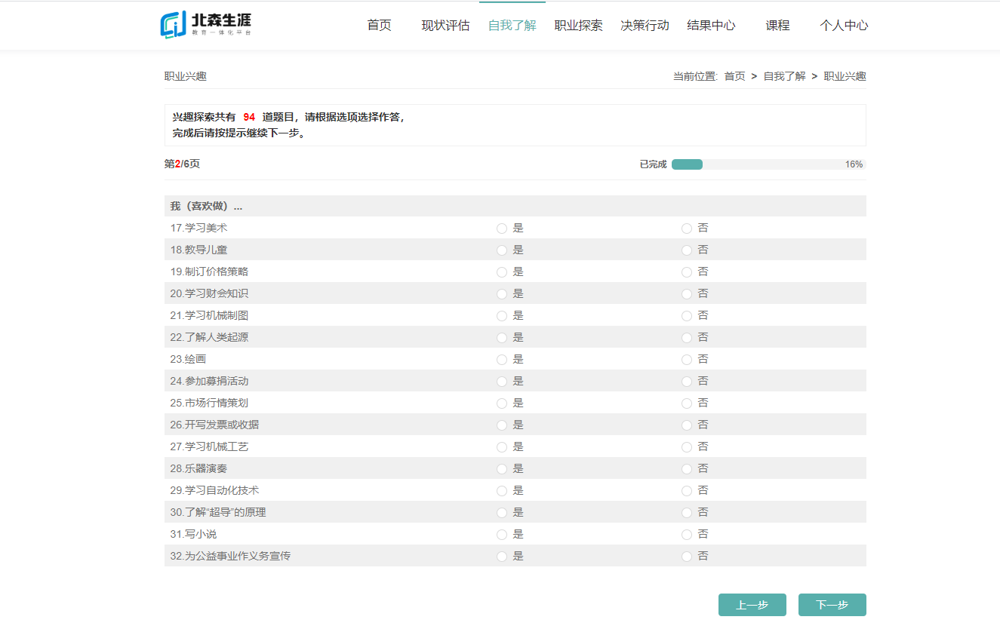 北森生涯
教育一体化平台
首页 现状评估 自我了解 职业探索 决策行动 结果中心 课程 个人中心
职业兴趣 当前位置: 首页 > 自我了解 > 职业兴趣
兴趣探索共有 94 道题目，请根据选项选择作答，
完成后请按提示继续下一步。
第2/6页 已完成 16%
我（喜欢做）...
17.学习美术 是 否
18.教导儿童 是 否
19.制订价格策略 是 否
20.学习财会知识 是 否
21.学习机械制图 是 否
22.了解人类起源 是 否
23.绘画 是 否
24.参加募捐活动 是 否
25.市场行情策划 是 否
26.开写发票或收据 是 否
27.学习机械工艺 是 否
28.乐器演奏 是 否
29.学习自动化技术 是 否
30.了解“超导”的原理 是 否
31.写小说 是 否
32.为公益事业作义务宣传 是 否
上一步 下一步